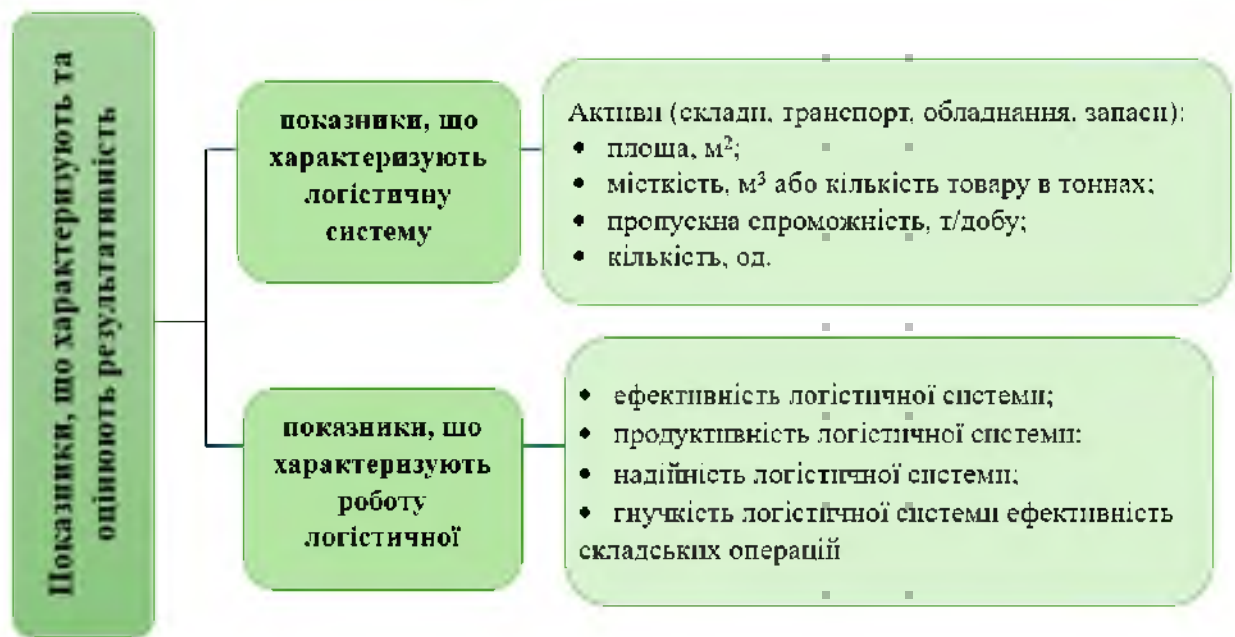 Показники, що характеризують та
оцінюють результативність
показники, що
характеризують
логістичну
систему
Активи (склади, транспорт, обладнання, запаси):
• площа, м²;
• місткість, м³ або кількість товару в тоннах;
• пропускна спроможність, т/добу;
• кількість, од.
показники, що
характеризують
роботу
логістичної
• ефективність логістичної системи;
• продуктивність логістичної системи;
• надійність логістичної системи;
• гнучкість логістичної системи ефективність
складських операцій